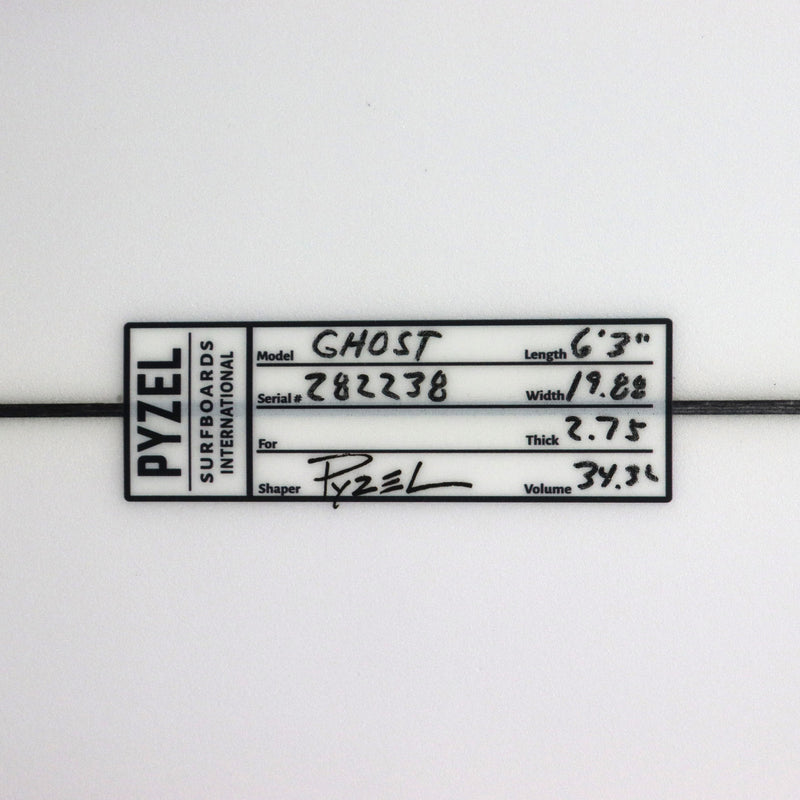 PYZEL
SURFBOARDS
INTERNATIONAL
Model GHOST Length 6'3"
Serial# 282238 Width 19.88
For Thick 2.75
Shaper PYZEL Volume 34.3L